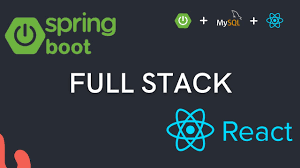 spring
boot
+ MySQL +
FULL STACK
React